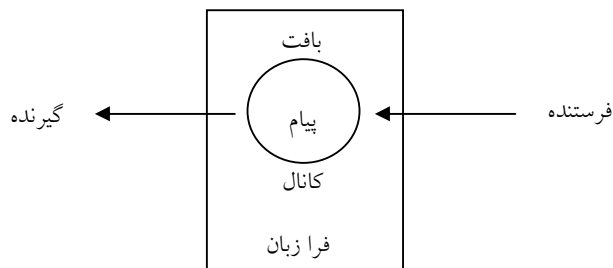 بافت
فرستنده
پیام
گیرنده
کانال
فرا زبان